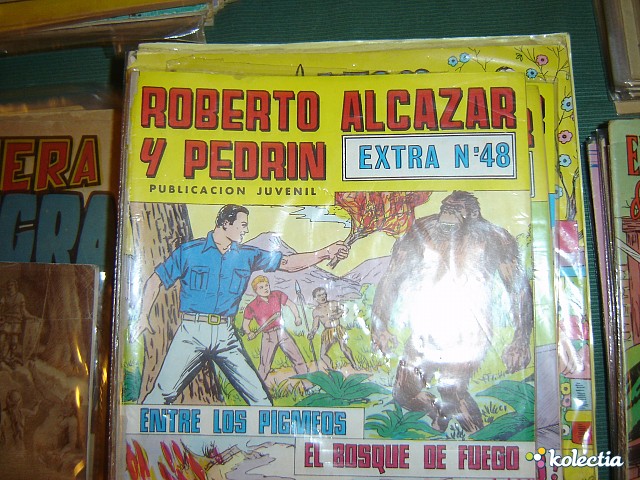 ROBERTO ALCAZAR
Y PEDRIN
EXTRA Nº48
PUBLICACION JUVENIL
ENTRE LOS PIGMEOS
EL BOSQUE DE FUEGO
kolectia